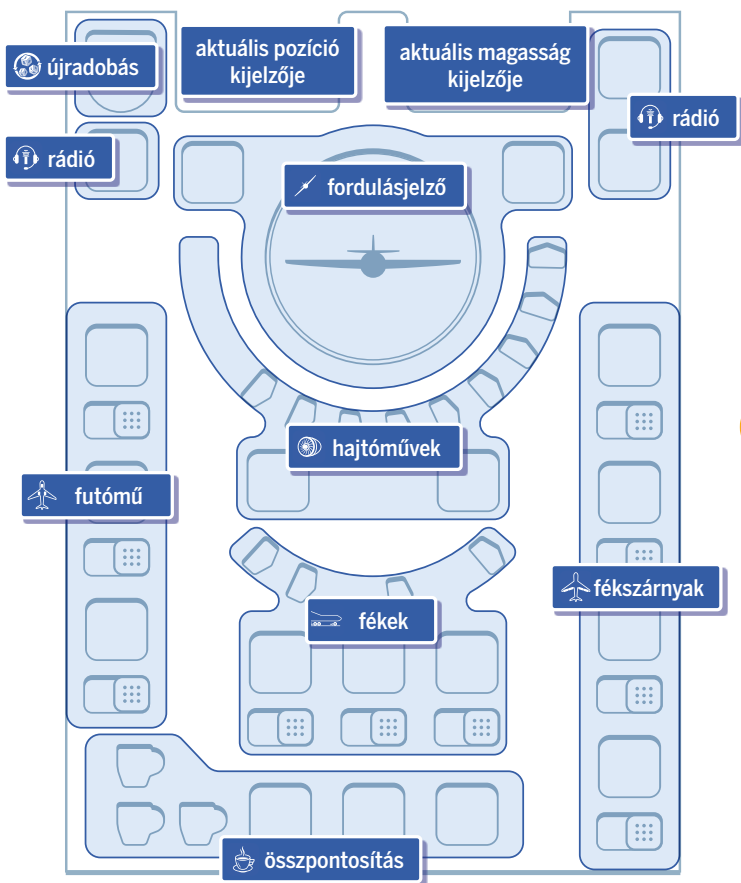 újradobás
aktuális pozíció
kijelzője
aktuális magasság
kijelzője
rádió
rádió
fordulásjelző
hajtóművek
futómű
fékszárnyak
fékek
összpontosítás